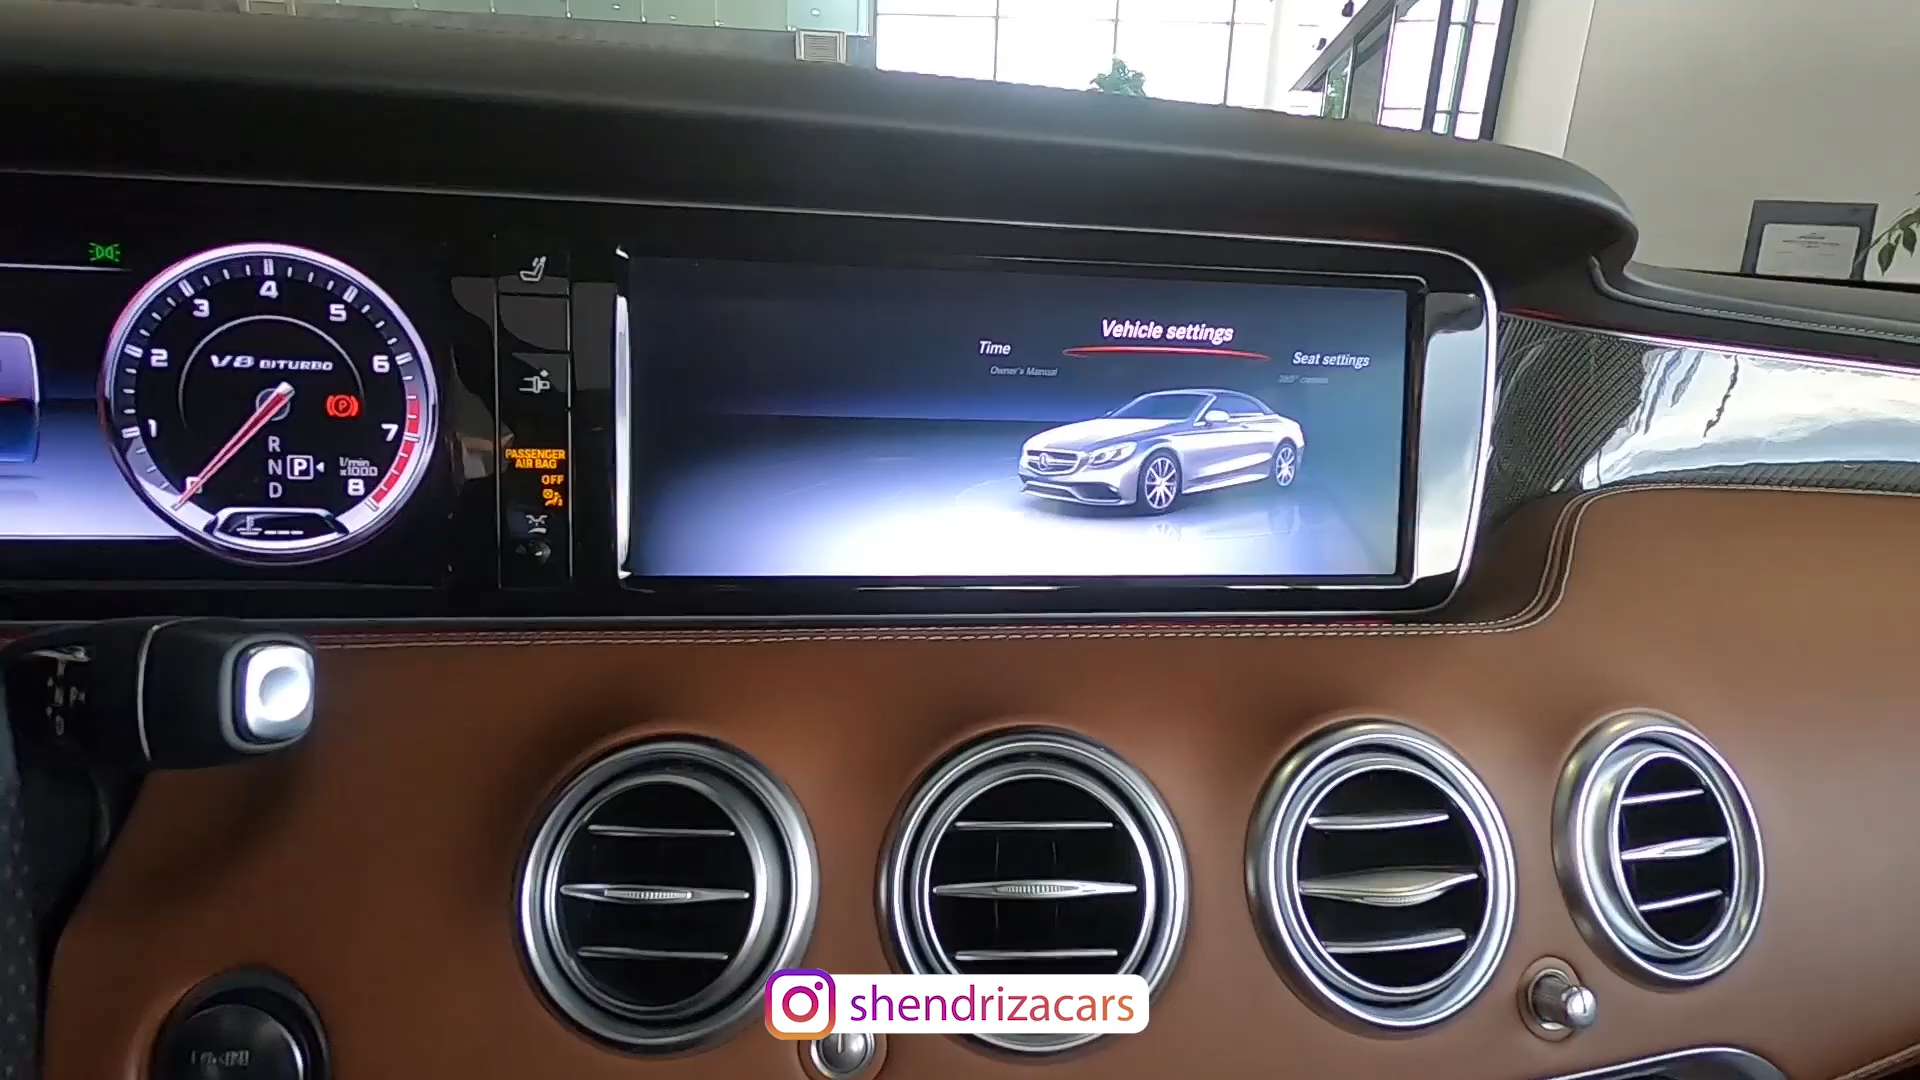 1
2
3
4
5
6
7
8
V8 BITURBO
R
N
D
P
1/min
x1000
PASSENGER
AIR BAG
OFF
Vehicle settings
Time
Owner's Manual
Seat settings
360° camera
shendrizacars